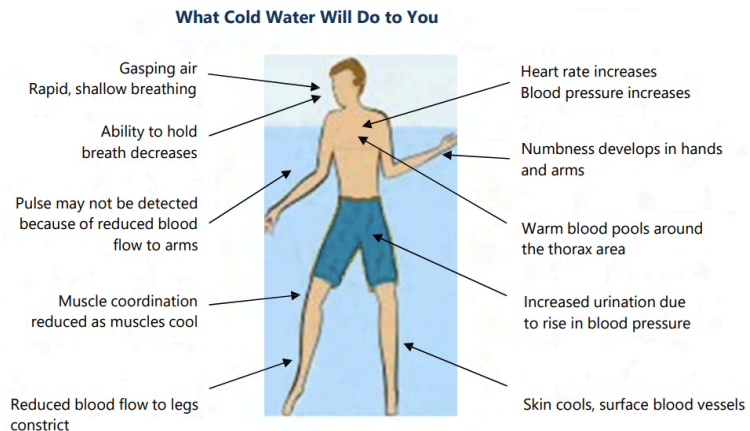 What Cold Water Will Do to You
Gasping air
Rapid, shallow breathing
Ability to hold
breath decreases
Pulse may not be detected
because of reduced blood
flow to arms
Muscle coordination
reduced as muscles cool
Reduced blood flow to legs
constrict
Heart rate increases
Blood pressure increases
Numbness develops in hands
and arms
Warm blood pools around
the thorax area
Increased urination due
to rise in blood pressure
Skin cools, surface blood vessels